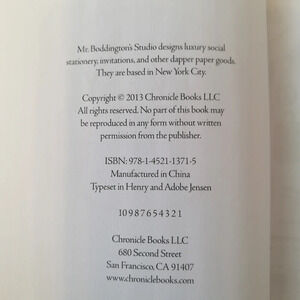 Mr. Boddington's Studio designs luxury social
stationery, invitations, and other dapper paper goods.
They are based in New York City.
Copyright © 2013 Chronicle Books LLC
All rights reserved. No part of this book may
be reproduced in any form without written
permission from the publisher.
ISBN: 978-1-4521-1371-5
Manufactured in China
Typeset in Henry and Adobe Jensen
10 9 8 7 6 5 4 3 2 1
Chronicle Books LLC
680 Second Street
San Francisco, CA 91407
www.chroniclebooks.com